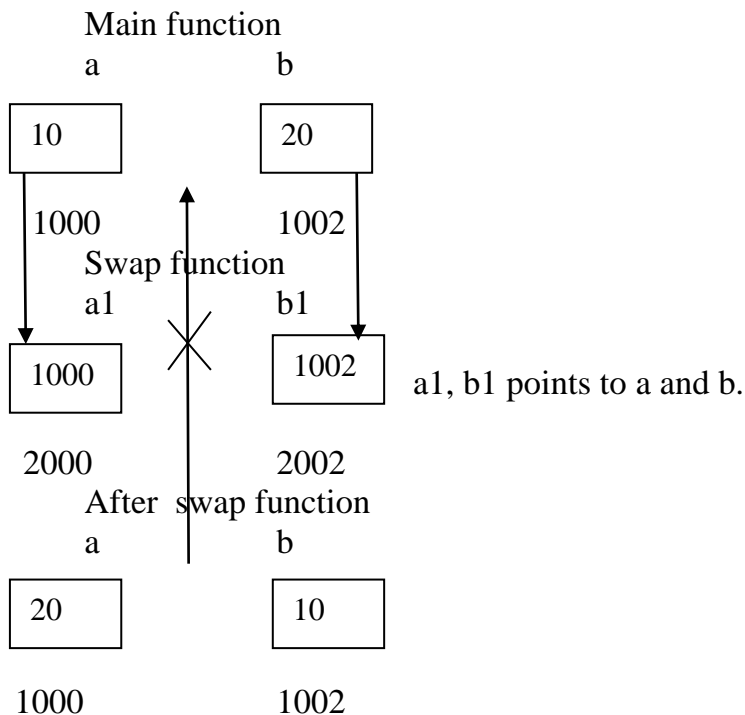 Main function
a b
10 20
1000 1002
Swap function
a1 b1
1000 1002
a1, b1 points to a and b.
2000 2002
After swap function
a b
20 10
1000 1002